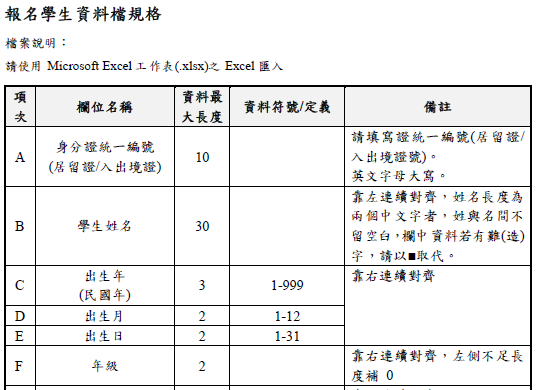 報名學生資料檔規格
檔案說明：
請使用 Microsoft Excel 工作表(.xlsx)之 Excel 匯入
項次 欄位名稱 資料最大長度 資料符號/定義 備註
A 身分證統一編號 10 請填寫證統一編號(居留證/
(居留證/入出境證) 入出境證號)。
英文字母大寫。
B 學生姓名 30 靠左連續對齊，姓名長度為
兩個中文字者，姓與名間不
留空白，欄中資料若有難(造)
字，請以■取代。
C 出生年 3 1-999 靠右連續對齊
(民國年)
D 出生月 2 1-12
E 出生日 2 1-31
F 年級 2 靠右連續對齊，左側不足長
度補 0